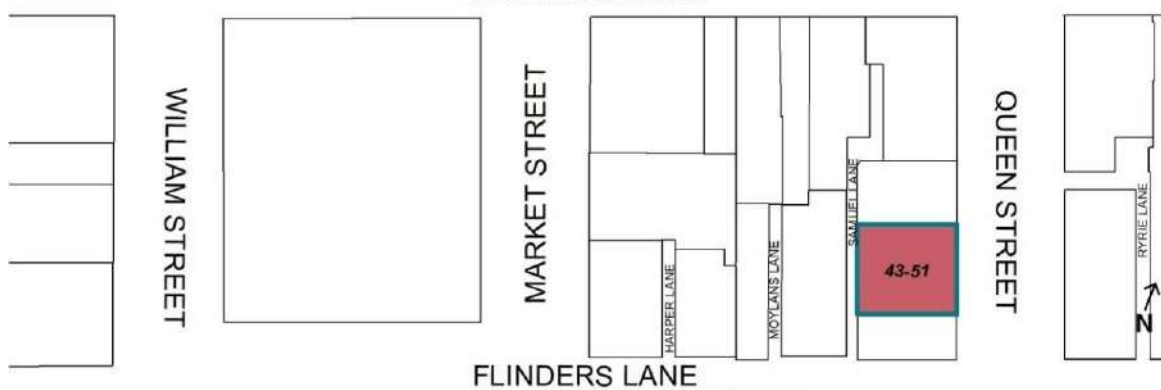 WILLIAM STREET
MARKET STREET
HARPER LANE
MOYLANS LANE
SAMUEL LANE
43-51
QUEEN STREET
RYRIE LANE
N
FLINDERS LANE